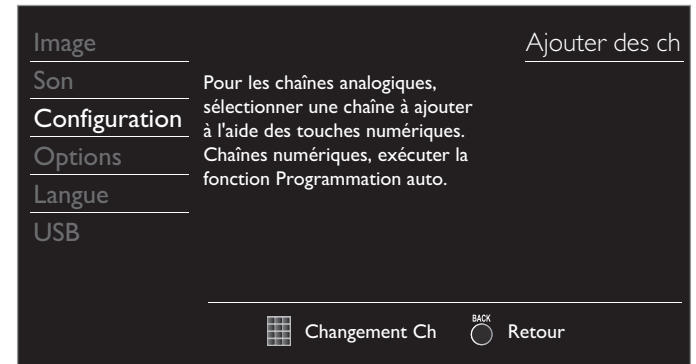 Image
Son
Configuration
Options
Langue
USB
Ajouter des ch
Pour les chaînes analogiques,
sélectionner une chaîne à ajouter
à l'aide des touches numériques.
Chaînes numériques, exécuter la
fonction Programmation auto.
Changement Ch
BACK
Retour